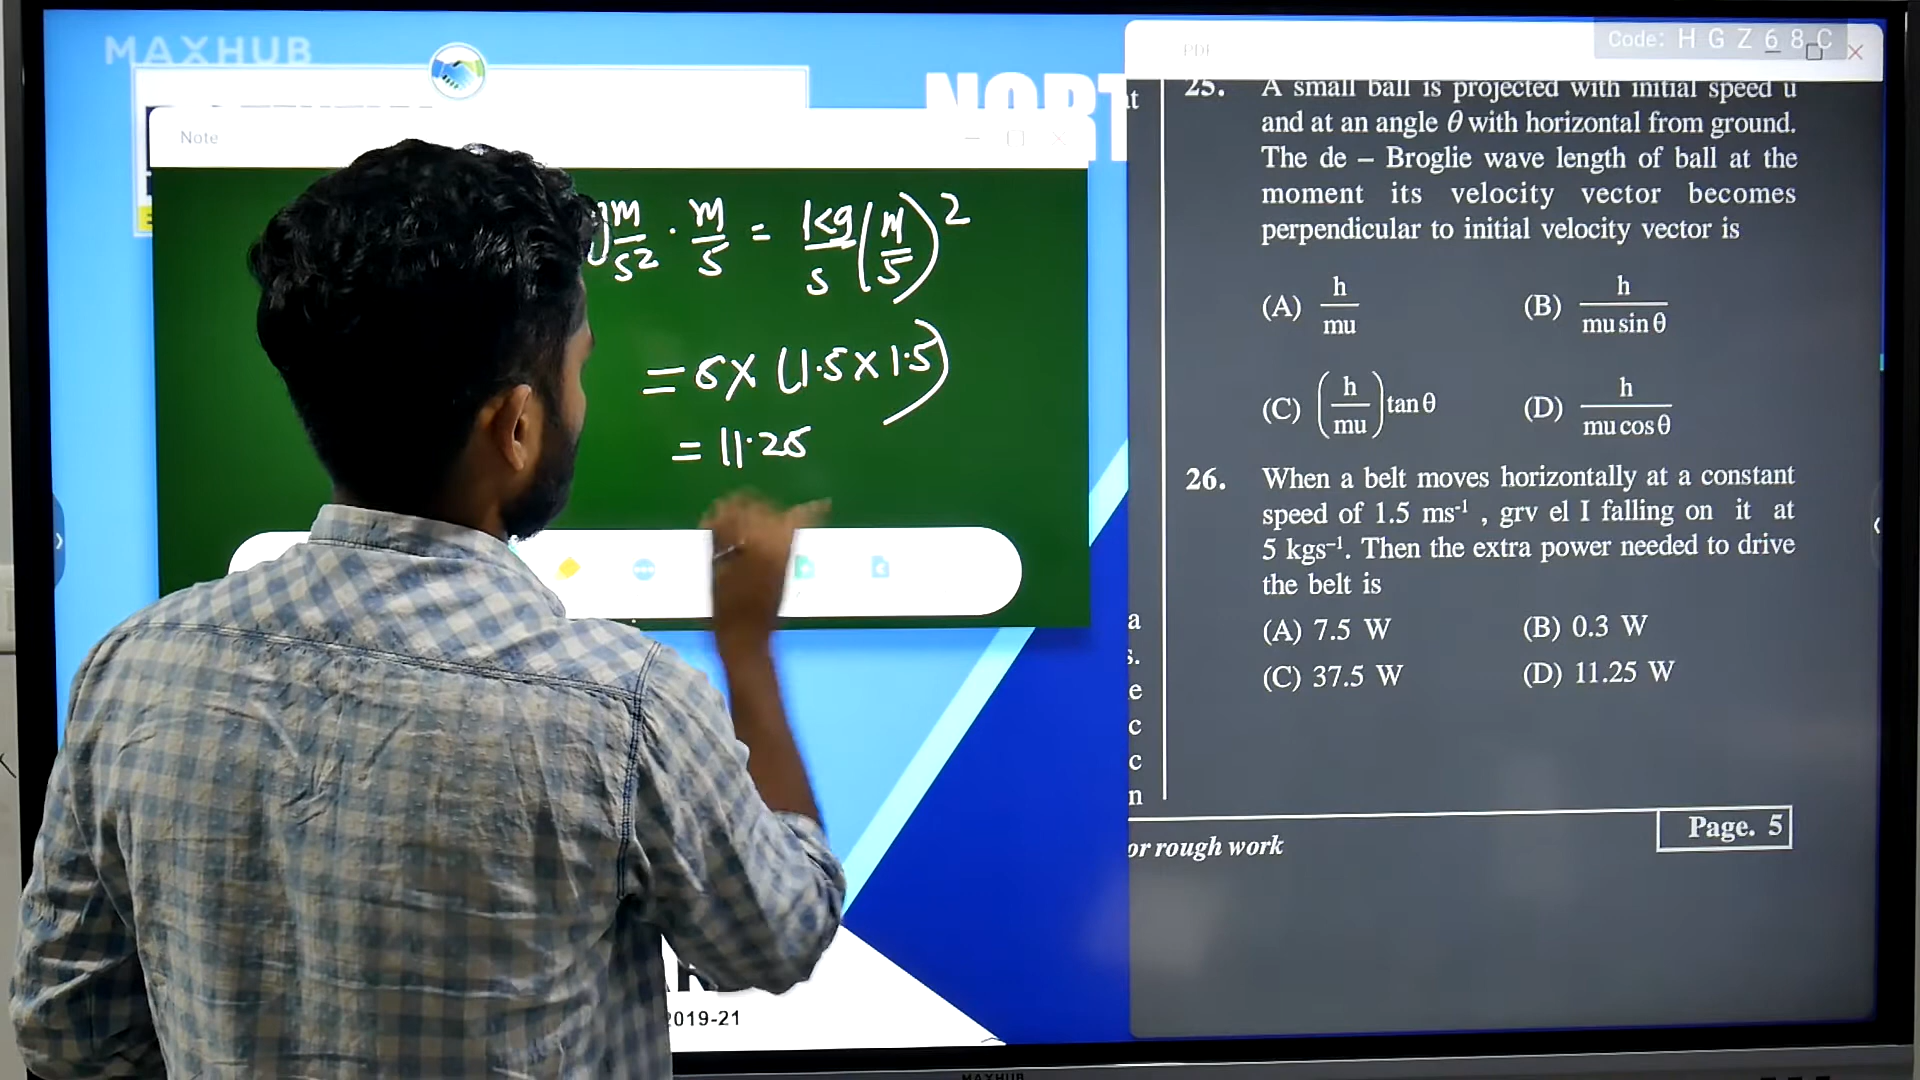 MAXHUB
Note
m/s² · m/s = kg/s (m/s)²
= 5 X (1.5 X 1.5)
= 11.25
2019-21
NORT
PDF
Code: HGZ68C
25. A small ball is projected with initial speed u
and at an angle θ with horizontal from ground.
The de – Broglie wave length of ball at the
moment its velocity vector becomes
perpendicular to initial velocity vector is
(A) h/mu (B) h/mu sin θ
(C) (h/mu) tan θ (D) h/mu cos θ
26. When a belt moves horizontally at a constant
speed of 1.5 ms⁻¹ , grv el I falling on it at
5 kgs⁻¹. Then the extra power needed to drive
the belt is
(A) 7.5 W (B) 0.3 W
(C) 37.5 W (D) 11.25 W
or rough work
Page. 5
MAXHUB